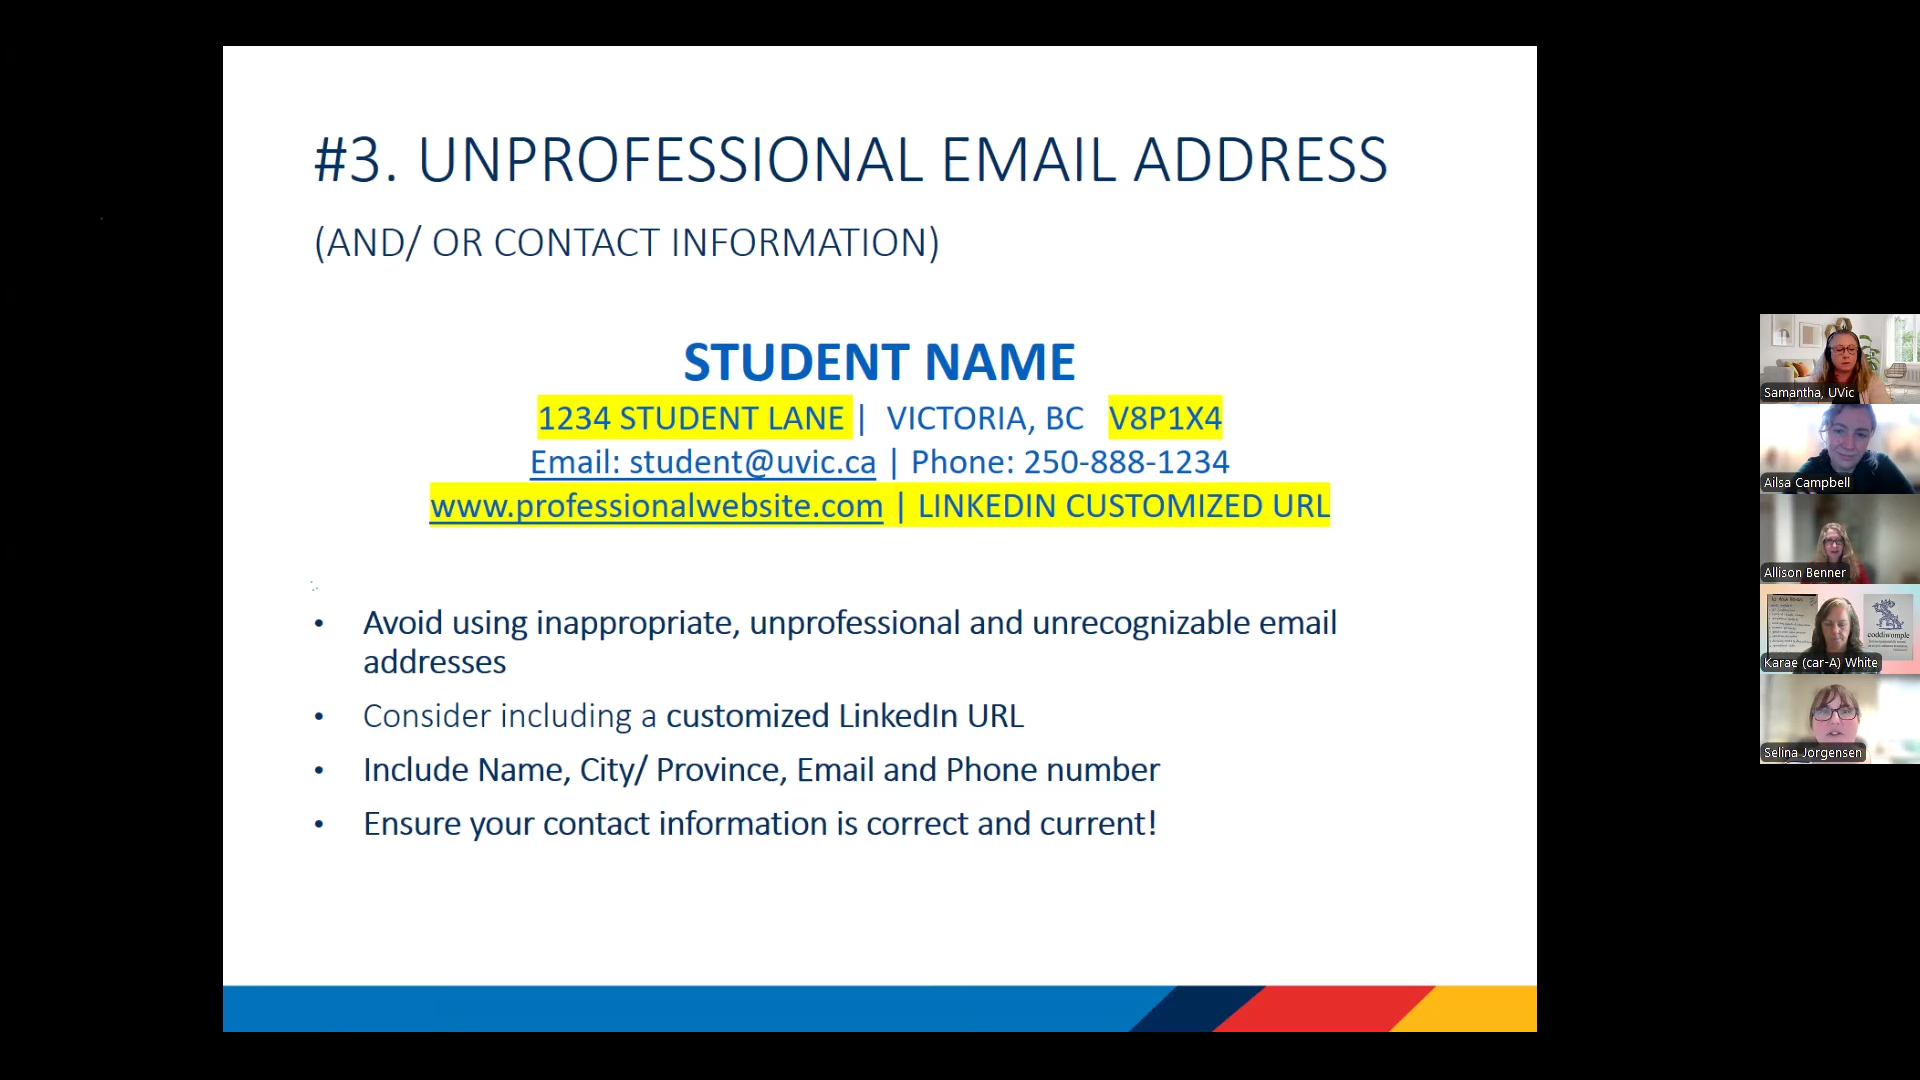 #3. UNPROFESSIONAL EMAIL ADDRESS
(AND/ OR CONTACT INFORMATION)
STUDENT NAME
1234 STUDENT LANE | VICTORIA, BC V8P1X4
Email: student@uvic.ca | Phone: 250-888-1234
www.professionalwebsite.com | LINKEDIN CUSTOMIZED URL
• Avoid using inappropriate, unprofessional and unrecognizable email
addresses
• Consider including a customized LinkedIn URL
• Include Name, City/ Province, Email and Phone number
• Ensure your contact information is correct and current!
Samantha, UVic
Ailsa Campbell
Allison Benner
coddiwomple
Karae (car-A) White
Selina Jorgensen